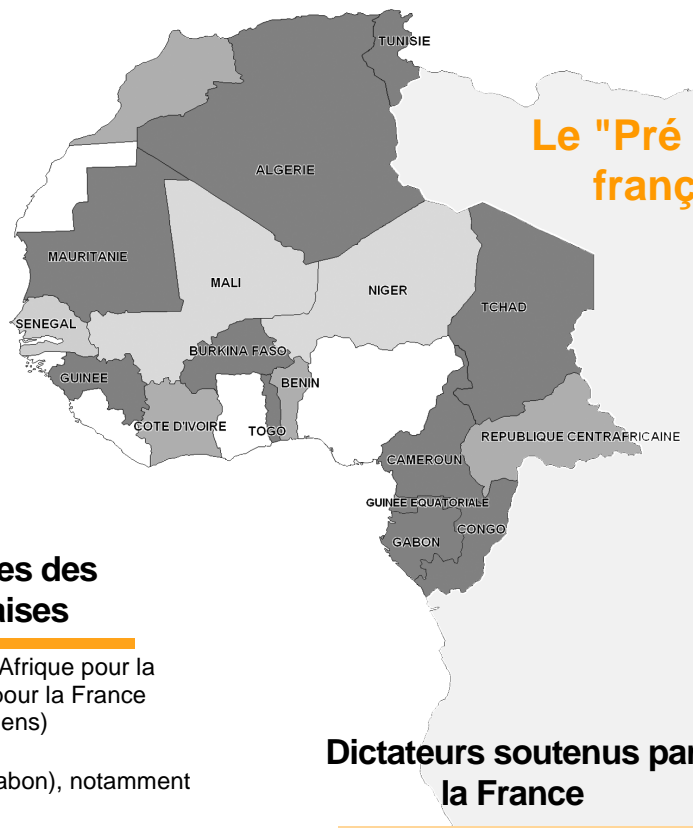 TUNISIE
Le "Pré
franç
ALGERIE
MAURITANIE
MALI
NIGER
TCHAD
SENEGAL
BURKINA FASO
GUINEE
BENIN
COTE D'IVOIRE
TOGO
REPUBLIQUE CENTRAFRICAINE
CAMEROUN
GUINEE EQUATORIALE
CONGO
GABON
es des
aises
Afrique pour la
pour la France
ens)
abon), notamment
Dictateurs soutenus par
la France